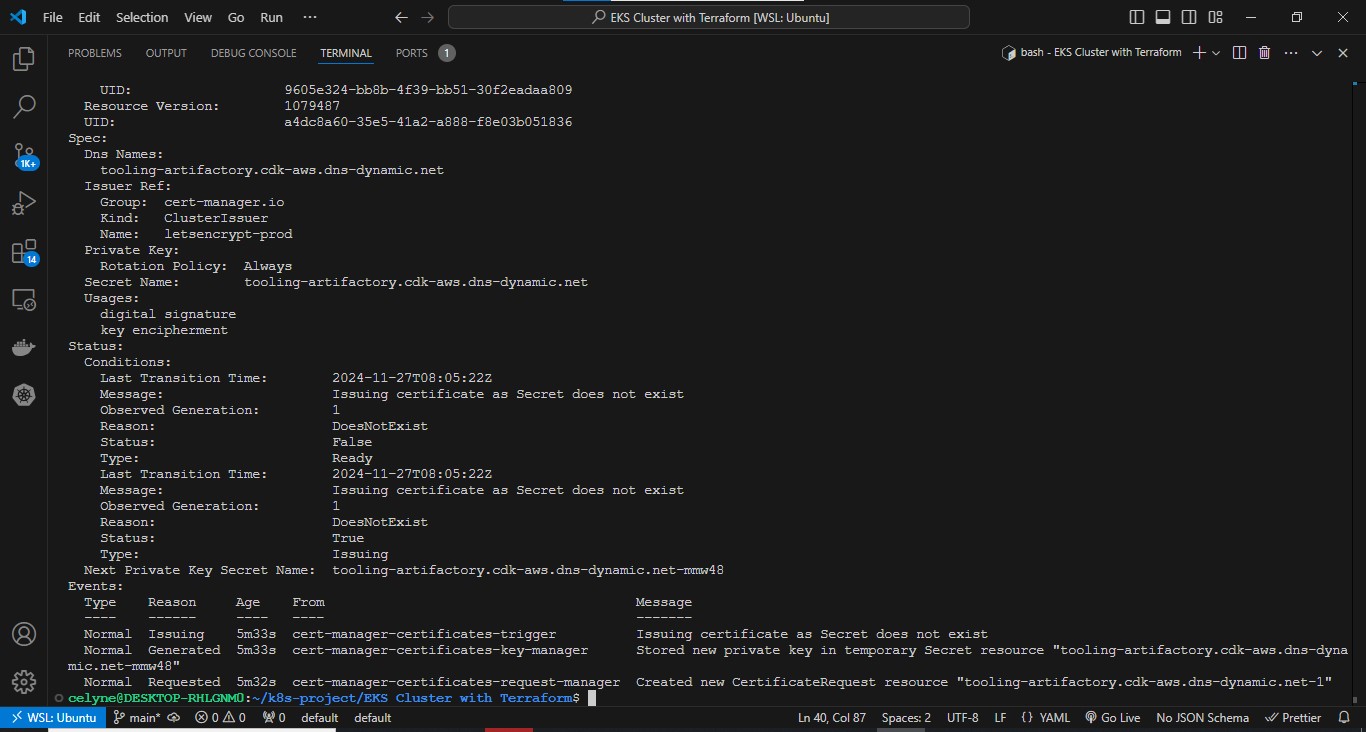 File Edit Selection View Go Run ··· EKS Cluster with Terraform [WSL: Ubuntu]
PROBLEMS OUTPUT DEBUG CONSOLE TERMINAL PORTS 1 bash - EKS Cluster with Terraform
1K+
14
UID: 9605e324-bb8b-4f39-bb51-30f2eadaa809
Resource Version: 1079487
UID: a4dc8a60-35e5-41a2-a888-f8e03b051836
Spec:
Dns Names:
tooling-artifactory.cdk-aws.dns-dynamic.net
Issuer Ref:
Group: cert-manager.io
Kind: ClusterIssuer
Name: letsencrypt-prod
Private Key:
Rotation Policy: Always
Secret Name: tooling-artifactory.cdk-aws.dns-dynamic.net
Usages:
digital signature
key encipherment
Status:
Conditions:
Last Transition Time: 2024-11-27T08:05:22Z
Message: Issuing certificate as Secret does not exist
Observed Generation: 1
Reason: DoesNotExist
Status: False
Type: Ready
Last Transition Time: 2024-11-27T08:05:22Z
Message: Issuing certificate as Secret does not exist
Observed Generation: 1
Reason: DoesNotExist
Status: True
Type: Issuing
Next Private Key Secret Name: tooling-artifactory.cdk-aws.dns-dynamic.net-mmw48
Events:
Type Reason Age From Message
---- ------ ---- ---- -------
Normal Issuing 5m33s cert-manager-certificates-trigger Issuing certificate as Secret does not exist
Normal Generated 5m33s cert-manager-certificates-key-manager Stored new private key in temporary Secret resource "tooling-artifactory.cdk-aws.dns-dyna
mic.net-mmw48"
Normal Requested 5m32s cert-manager-certificates-request-manager Created new CertificateRequest resource "tooling-artifactory.cdk-aws.dns-dynamic.net-1"
celyne@DESKTOP-RHLGNM0:~/k8s-project/EKS Cluster with Terraform$
WSL: Ubuntu main* 0 0 0 default default Ln 40, Col 87 Spaces: 2 UTF-8 LF {} YAML Go Live No JSON Schema Prettier